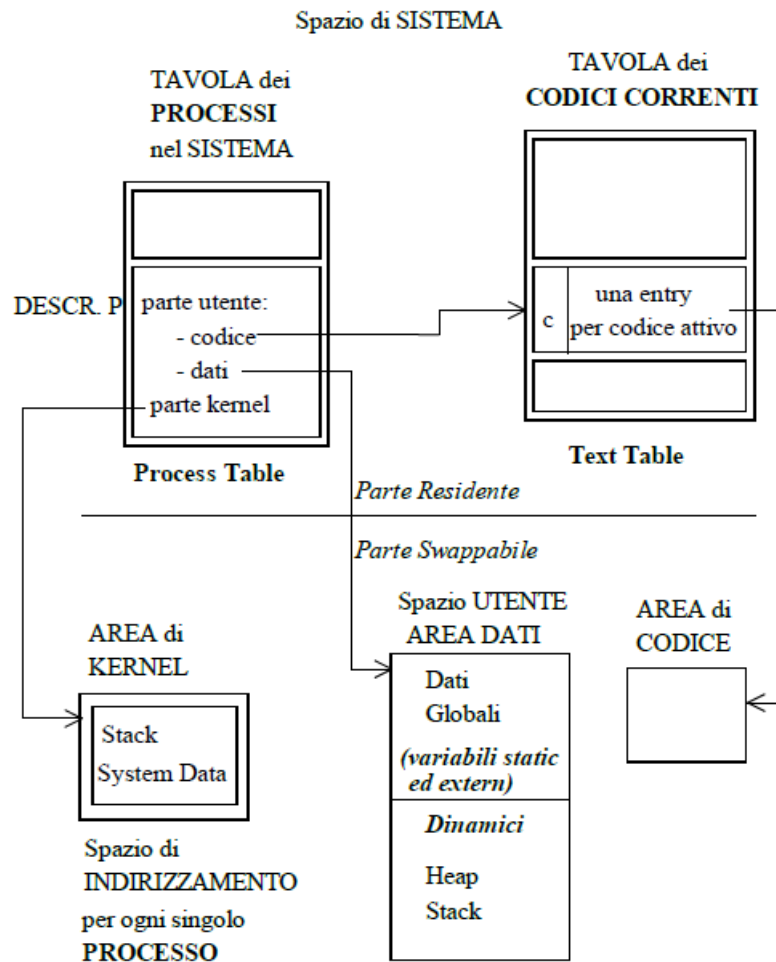 Spazio di SISTEMA
TAVOLA dei
PROCESSI
nel SISTEMA
TAVOLA dei
CODICI CORRENTI
DESCR. P
parte utente:
- codice
- dati
parte kernel
c
una entry
per codice attivo
Process Table
Text Table
Parte Residente
Parte Swappabile
AREA di
KERNEL
Stack
System Data
Spazio di
INDIRIZZAMENTO
per ogni singolo
PROCESSO
Spazio UTENTE
AREA DATI
Dati
Globali
(variabili static
ed extern)
Dinamici
Heap
Stack
AREA di
CODICE